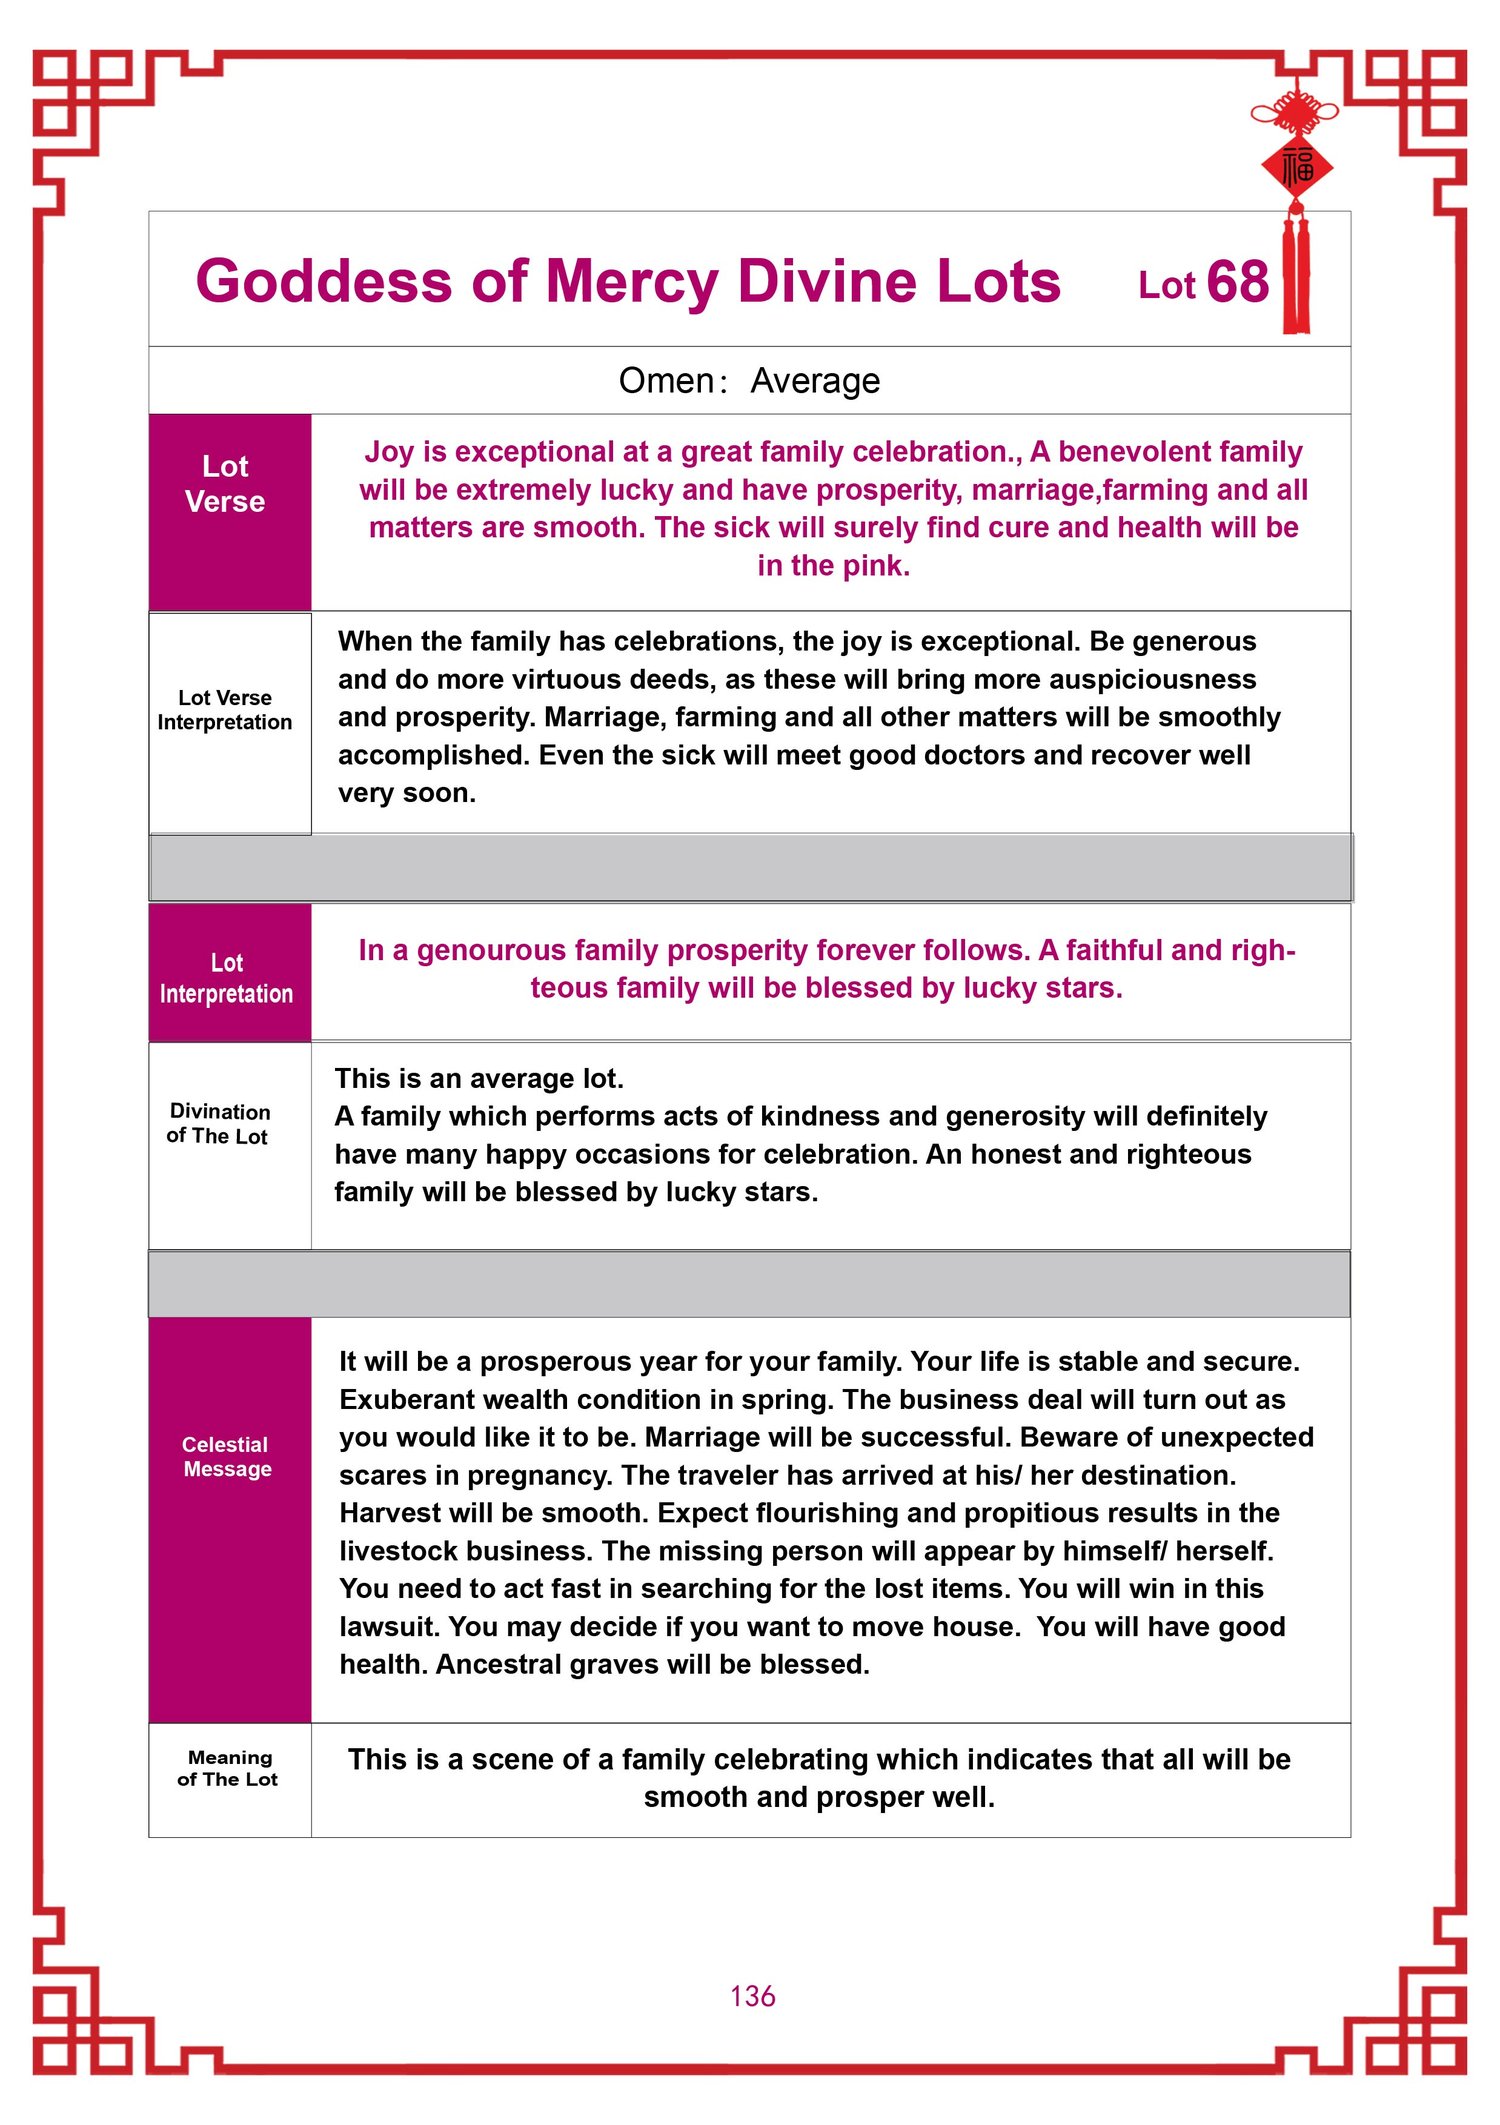 福
Goddess of Mercy Divine Lots Lot 68
Omen： Average
Lot
Verse
Joy is exceptional at a great family celebration., A benevolent family
will be extremely lucky and have prosperity, marriage,farming and all
matters are smooth. The sick will surely find cure and health will be
in the pink.
Lot Verse
Interpretation
When the family has celebrations, the joy is exceptional. Be generous
and do more virtuous deeds, as these will bring more auspiciousness
and prosperity. Marriage, farming and all other matters will be smoothly
accomplished. Even the sick will meet good doctors and recover well
very soon.
Lot
Interpretation
In a genourous family prosperity forever follows. A faithful and righ-
teous family will be blessed by lucky stars.
Divination
of The Lot
This is an average lot.
A family which performs acts of kindness and generosity will definitely
have many happy occasions for celebration. An honest and righteous
family will be blessed by lucky stars.
Celestial
Message
It will be a prosperous year for your family. Your life is stable and secure.
Exuberant wealth condition in spring. The business deal will turn out as
you would like it to be. Marriage will be successful. Beware of unexpected
scares in pregnancy. The traveler has arrived at his/ her destination.
Harvest will be smooth. Expect flourishing and propitious results in the
livestock business. The missing person will appear by himself/ herself.
You need to act fast in searching for the lost items. You will win in this
lawsuit. You may decide if you want to move house.  You will have good
health. Ancestral graves will be blessed.
Meaning
of The Lot
This is a scene of a family celebrating which indicates that all will be
smooth and prosper well.
136